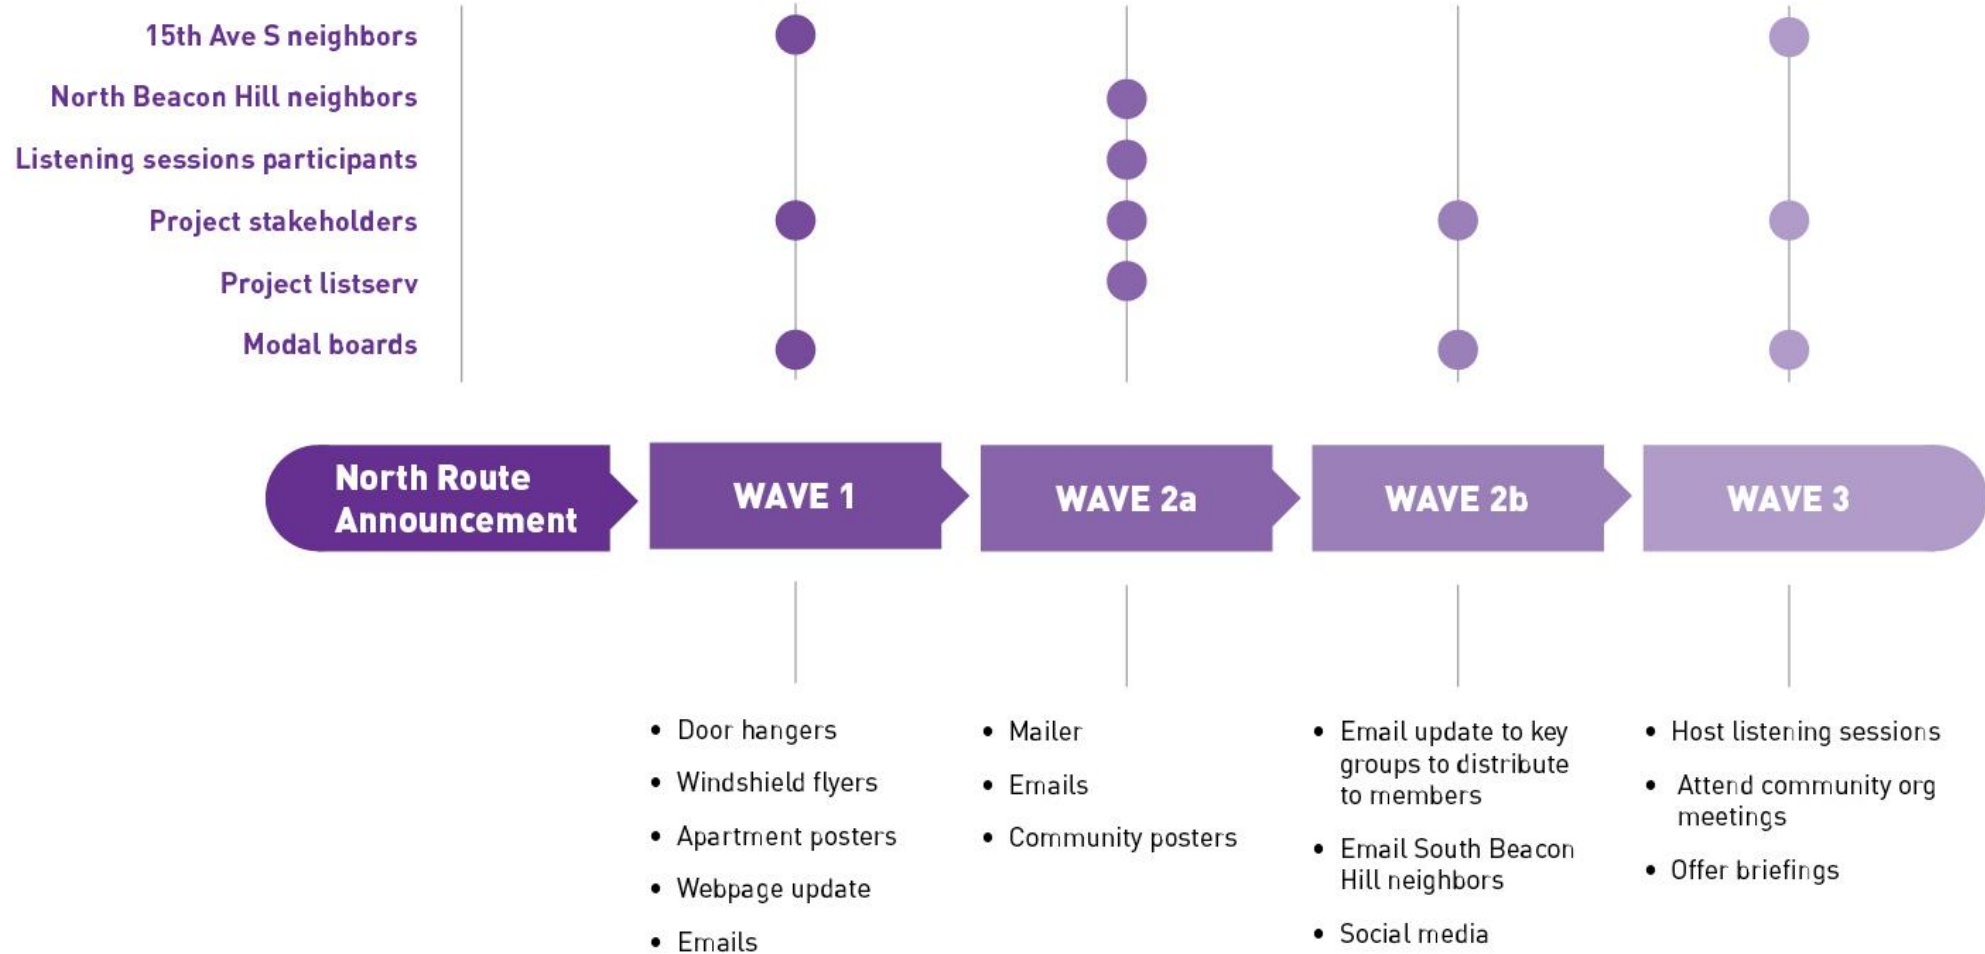 15th Ave S neighbors
North Beacon Hill neighbors
Listening sessions participants
Project stakeholders
Project listserv
Modal boards
North Route
Announcement
WAVE 1
WAVE 2a
WAVE 2b
WAVE 3
• Door hangers
• Windshield flyers
• Apartment posters
• Webpage update
• Emails
• Mailer
• Emails
• Community posters
• Email update to key
groups to distribute
to members
• Email South Beacon
Hill neighbors
• Social media
• Host listening sessions
• Attend community org
meetings
• Offer briefings